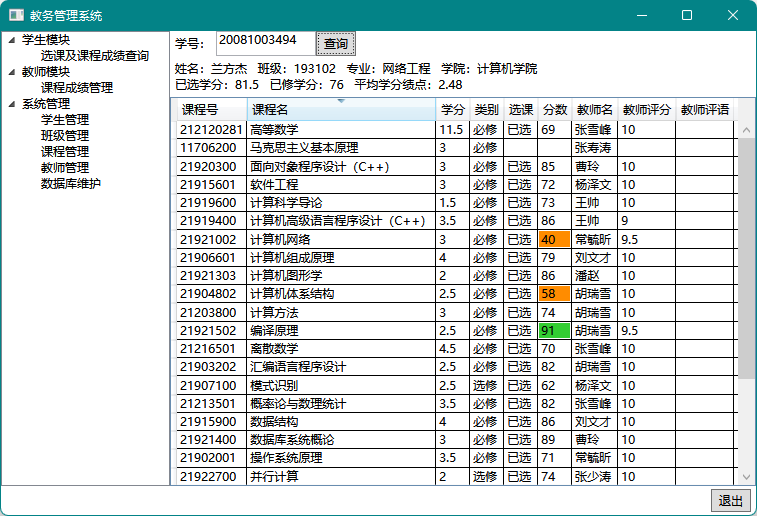 教务管理系统
学生模块
选课及课程成绩查询
教师模块
课程成绩管理
系统管理
学生管理
班级管理
课程管理
教师管理
数据库维护
学号： 20081003494 查询
姓名：兰方杰 班级：193102 专业：网络工程 学院：计算机学院
已选学分：81.5 已修学分：76 平均学分绩点：2.48
课程号 课程名 学分 类别 选课 分数 教师名 教师评分 教师评语
212120281 高等数学 11.5 必修 已选 69 张雪峰 10
11706200 马克思主义基本原理 3 必修 张寿涛
21920300 面向对象程序设计（C++） 3 必修 已选 85 曹玲 10
21915601 软件工程 3 必修 已选 72 杨泽文 10
21919600 计算科学导论 1.5 必修 已选 73 王帅 10
21919400 计算机高级语言程序设计（C++） 3.5 必修 已选 86 王帅 9
21921002 计算机网络 3 必修 已选 40 常毓昕 9.5
21906601 计算机组成原理 4 必修 已选 79 刘文才 10
21921303 计算机图形学 2 必修 已选 86 潘赵 10
21904802 计算机体系结构 2.5 必修 已选 58 胡瑞雪 10
21203800 计算方法 3 必修 已选 74 胡瑞雪 10
21921502 编译原理 2.5 必修 已选 91 胡瑞雪 9.5
21216501 离散数学 4.5 必修 已选 70 张雪峰 10
21903202 汇编语言程序设计 2.5 必修 已选 82 胡瑞雪 10
21907100 模式识别 2.5 选修 已选 62 杨泽文 10
21213501 概率论与数理统计 3.5 必修 已选 82 张雪峰 10
21915900 数据结构 4 必修 已选 86 刘文才 10
21921400 数据库系统概论 3 必修 已选 89 曹玲 10
21902001 操作系统原理 3.5 必修 已选 71 常毓昕 10
21922700 并行计算 2 选修 已选 74 张少涛 10
退出